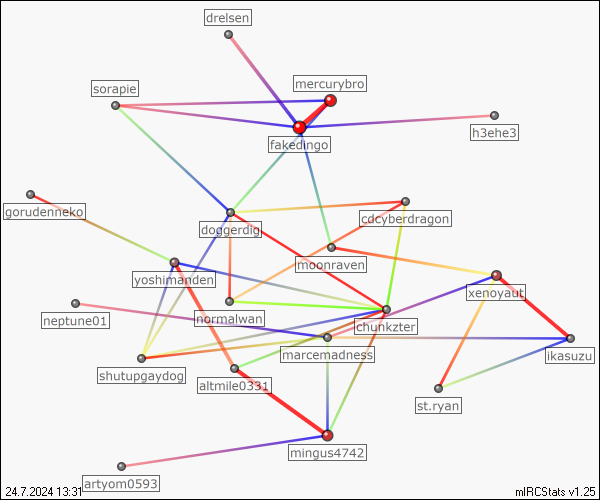 drelsen
mercurybro
sorapie
h3ehe3
fakedingo
gorudenneko
cdcyberdragon
doggerdig
moonraven
yoshimanden
xenoyaut
neptune01
normalwan
chunkzter
marcemadness
ikasuzu
shutupgaydog
altmile0331
st.ryan
mingus4742
artyom0593
24.7.2024 13:31
mIRCStats v1.25